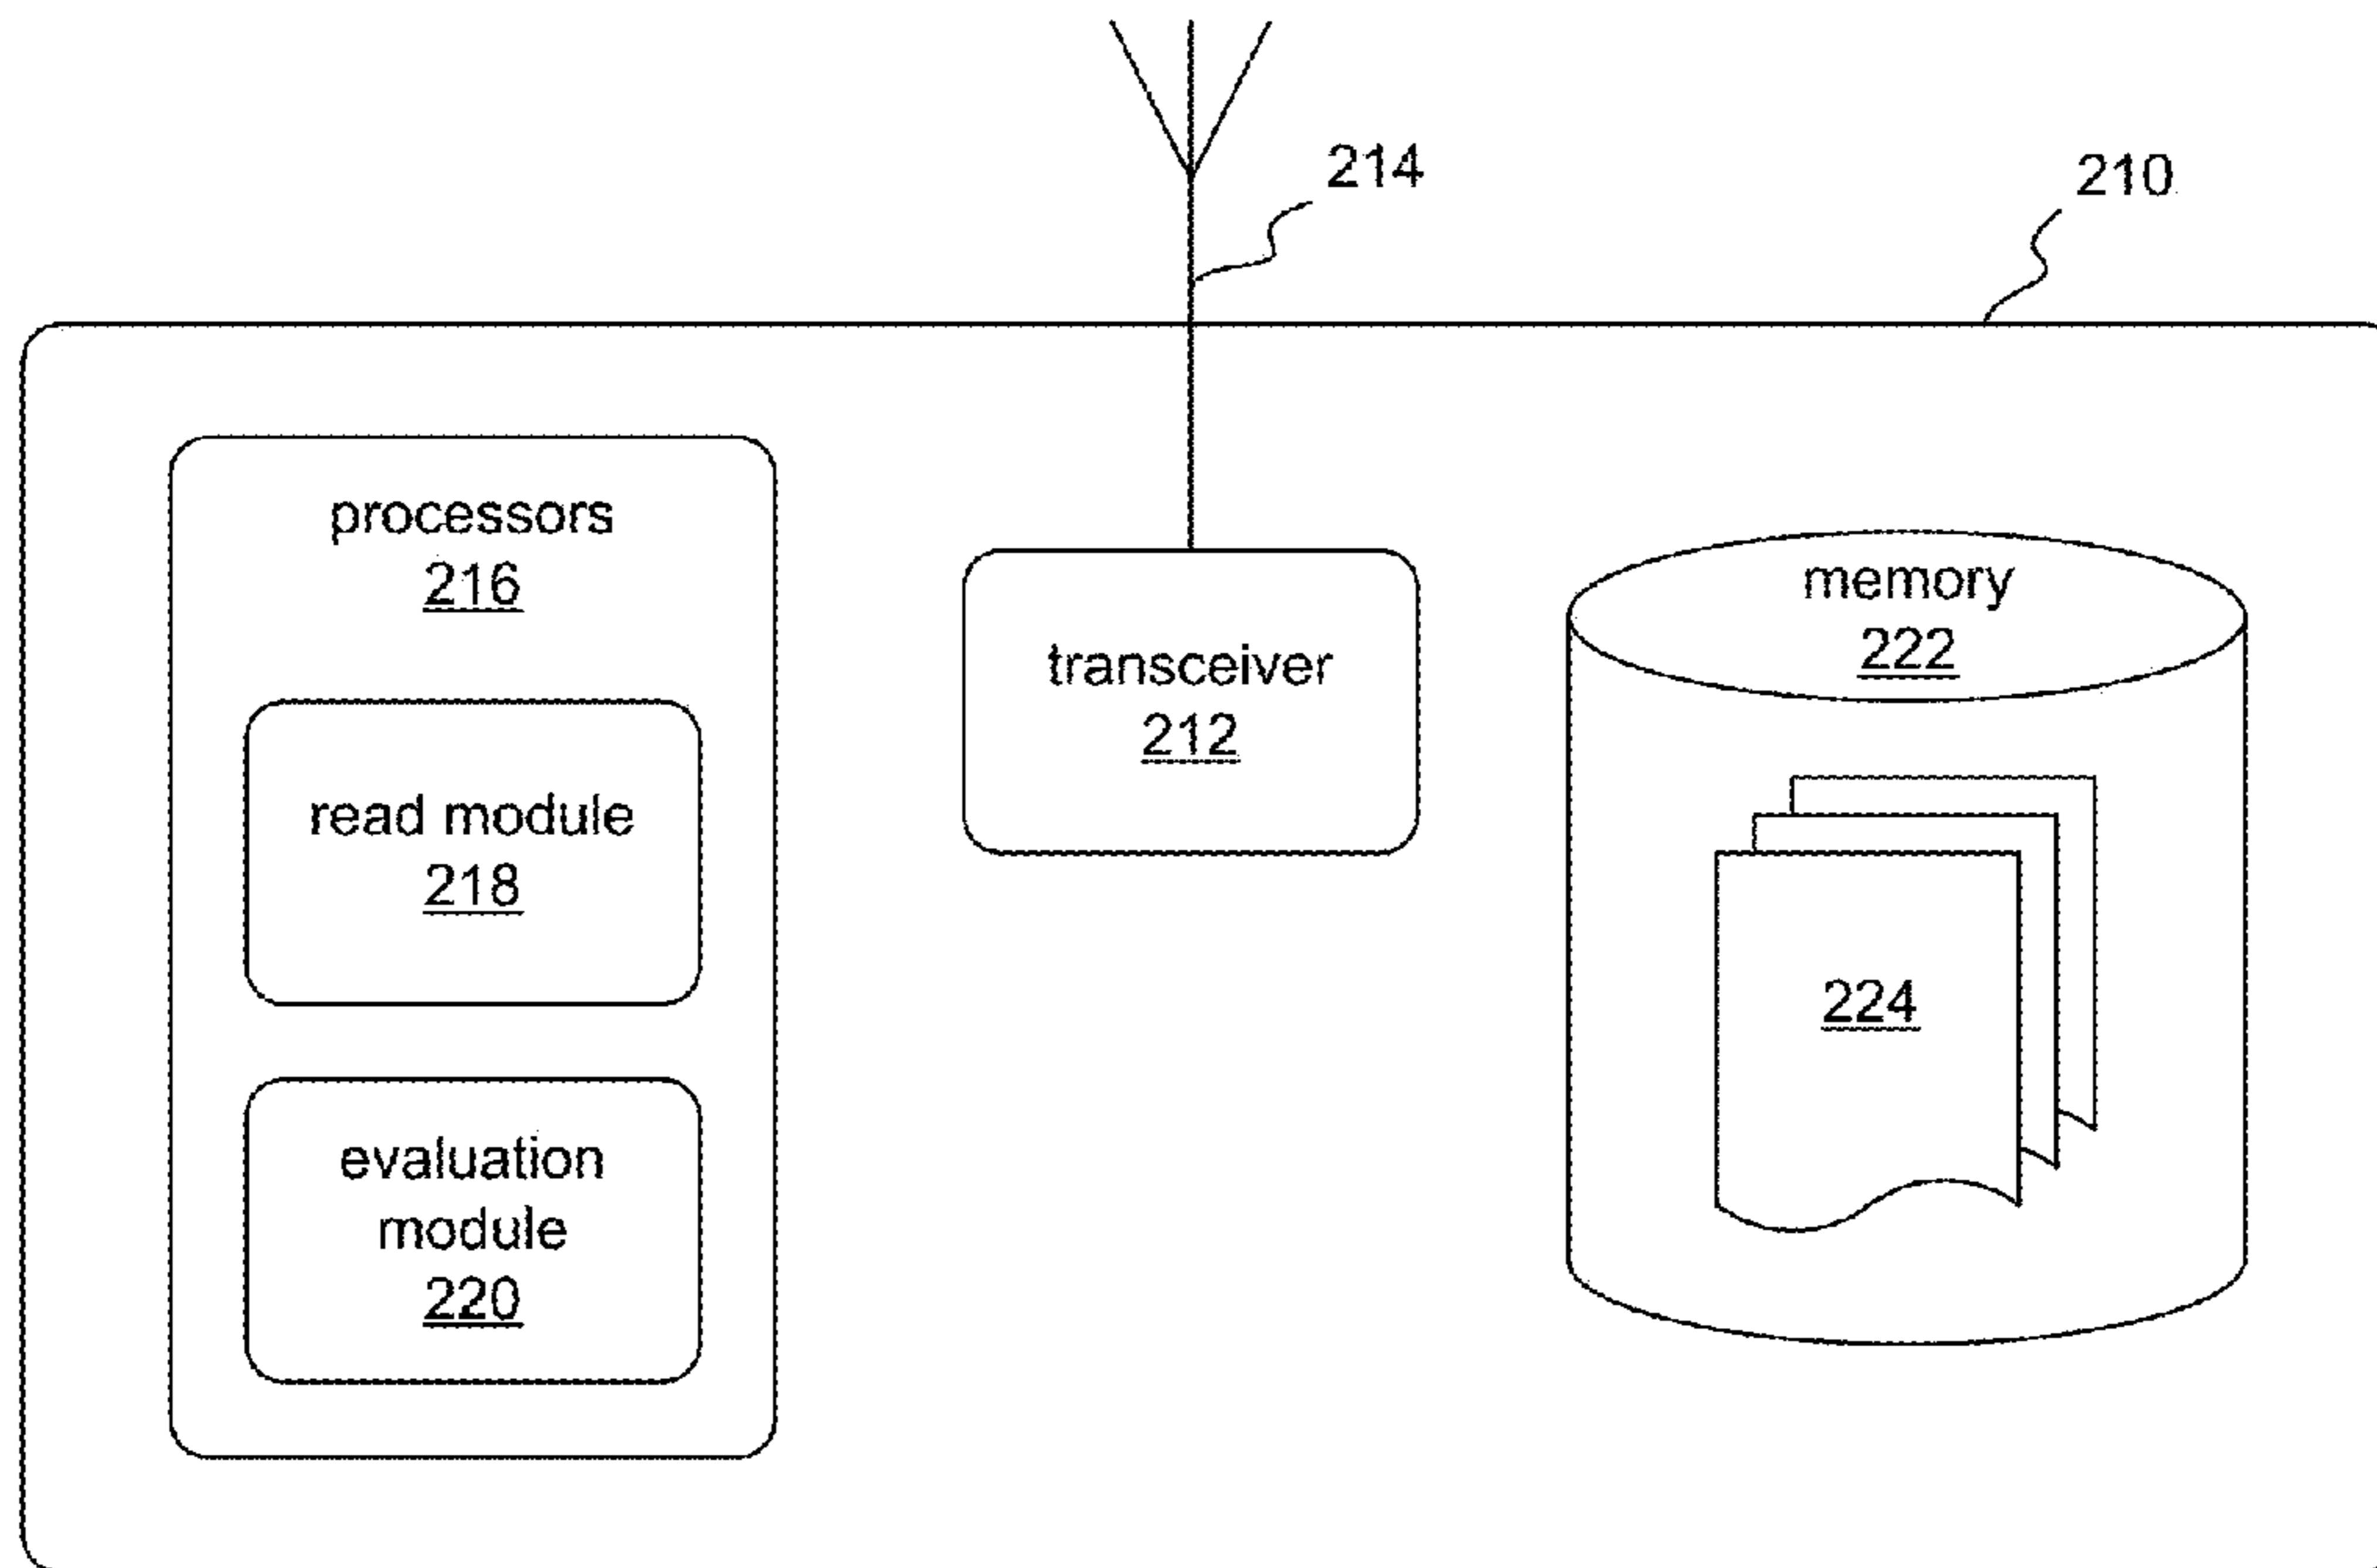 214
210
processors
216
read module
218
evaluation
module
220
transceiver
212
memory
222
224